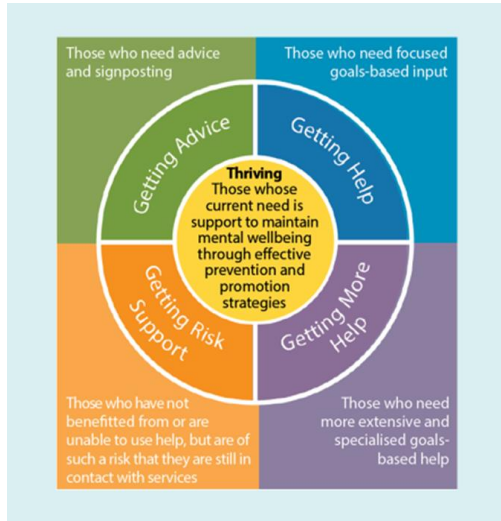 Those who need advice
and signposting
Those who need focused
goals-based input
Getting Advice
Getting Help
Thriving
Those whose
current need is
support to maintain
mental wellbeing
through effective
prevention and
promotion
strategies
Getting Risk
Support
Getting More
Help
Those who have not
benefitted from or are
unable to use help, but are of
such a risk that they are still in
contact with services
Those who need
more extensive and
specialised goals-
based help